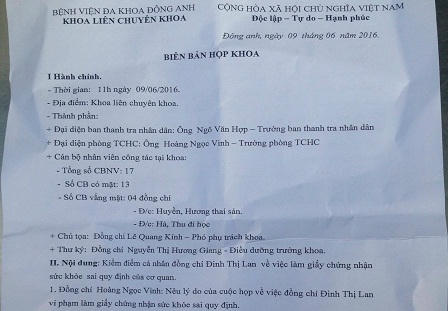 BỆNH VIỆN ĐA KHOA ĐÔNG ANH
KHOA LIÊN CHUYÊN KHOA
CỘNG HÒA XÃ HỘI CHỦ NGHĨA VIỆT NAM
Độc lập – Tự do – Hạnh phúc
Đông anh, ngày 09 tháng 06 năm 2016.
BIÊN BẢN HỌP KHOA
I Hành chính.
- Thời gian: 11h ngày 09/06/2016.
- Địa điểm: Khoa liên chuyên khoa.
- Thành phần:
+ Đại diện ban thanh tra nhân dân: Ông Ngô Văn Hợp – Trưởng ban thanh tra nhân dân
+ Đại diện phòng TCHC: Ông Hoàng Ngọc Vinh – Trưởng phòng TCHC
+ Cán bộ nhân viên công tác tại khoa:
- Tổng số CBNV: 17
- Số CB có mặt: 13
- Số CB vắng mặt: 04 đồng chí
- Đ/c: Huyền, Hương thai sản.
- Đ/c: Hà, Thu đi học
+ Chủ tọa: Đồng chí Lê Quang Kính – Phó phụ trách khoa.
+ Thư ký: Đồng chí Nguyễn Thị Hương Giang - Điều dưỡng trưởng khoa.
II. Nội dung: Kiểm điểm cá nhân đồng chí Đinh Thị Lan về việc làm giấy chứng nhận
sức khỏe sai quy định của cơ quan.
1. Đồng chí Hoàng Ngọc Vinh: Nêu lý do của cuộc họp về việc đồng chí Đinh Thị Lan
vi phạm làm giấy chứng nhận sức khỏe sai quy định.